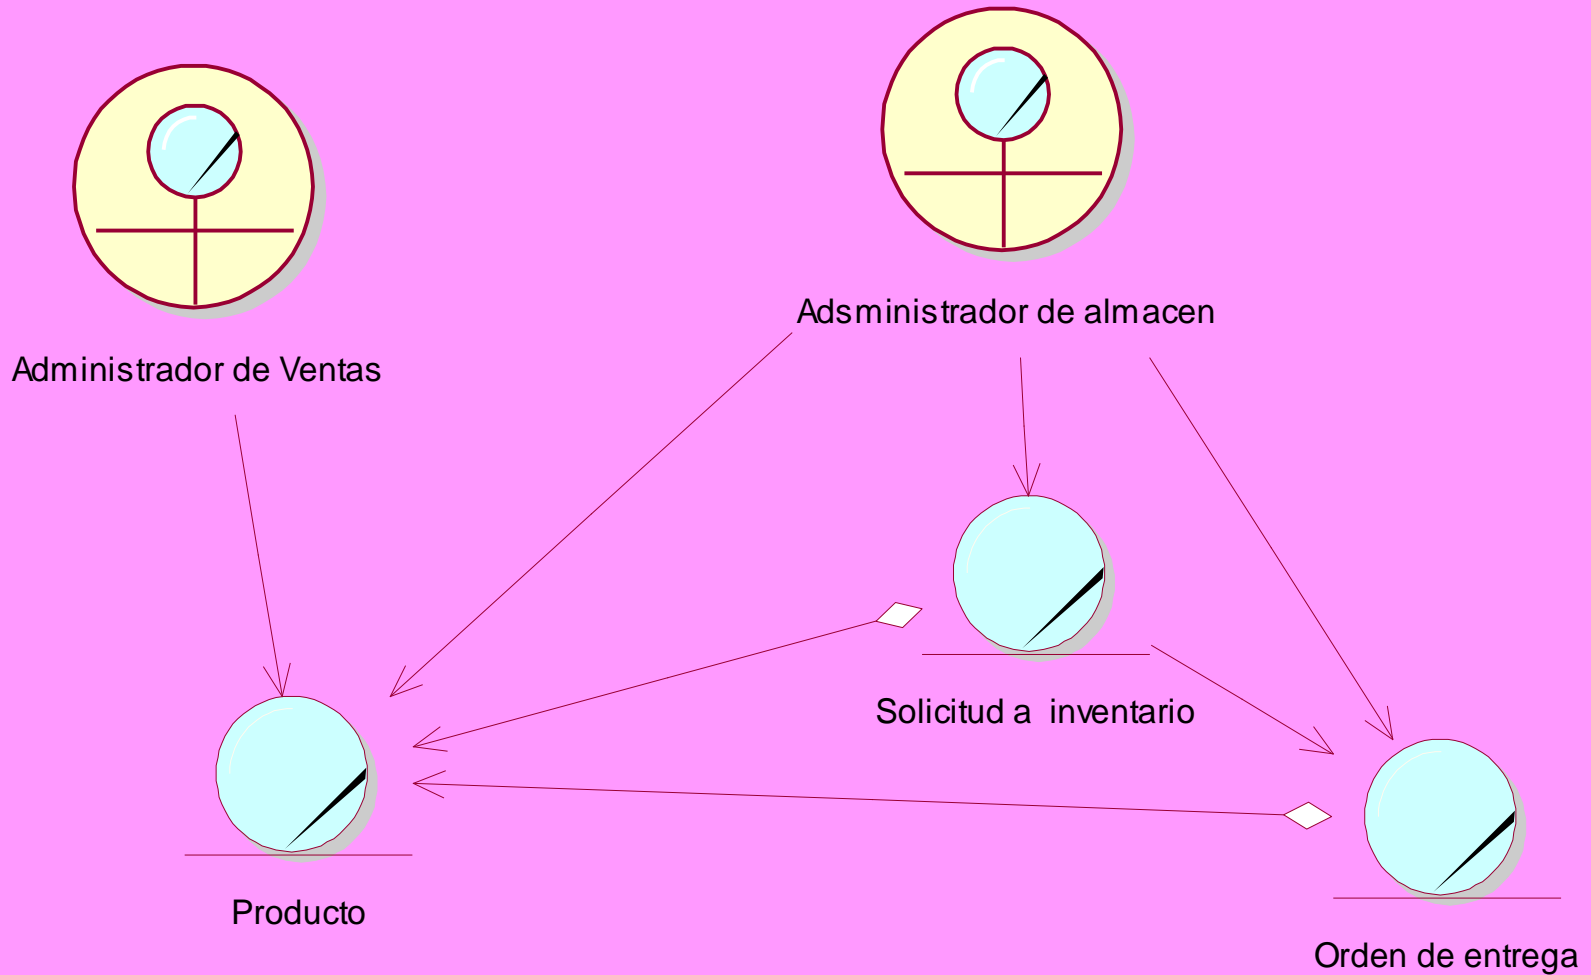 Adsministrador de almacen
Administrador de Ventas
Solicitud a inventario
Producto
Orden de entrega